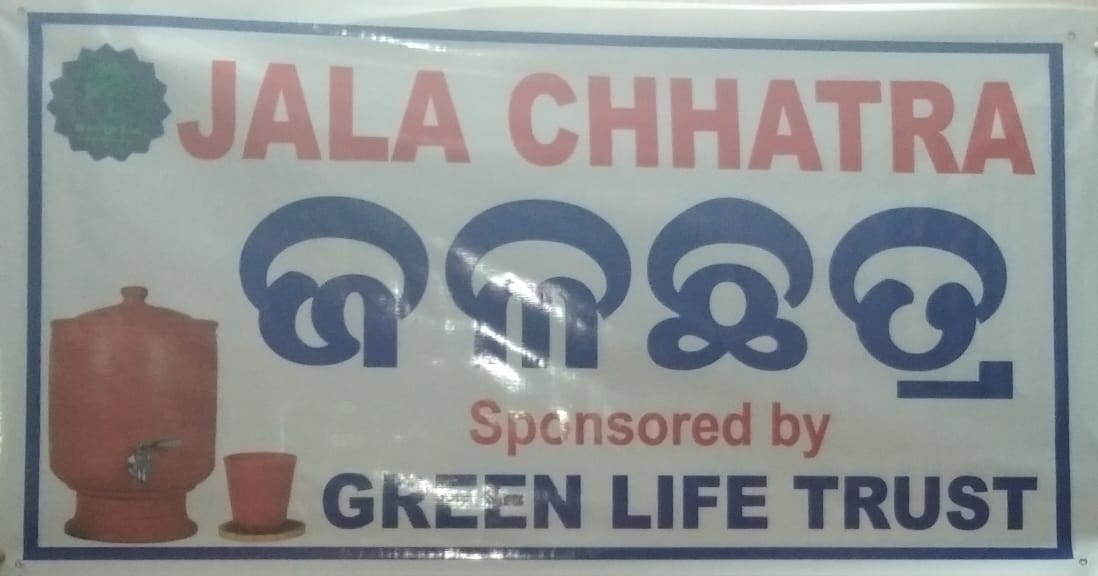 JALA CHHATRA
ଜଳଛତ୍ର
Sponsored by
GREEN LIFE TRUST